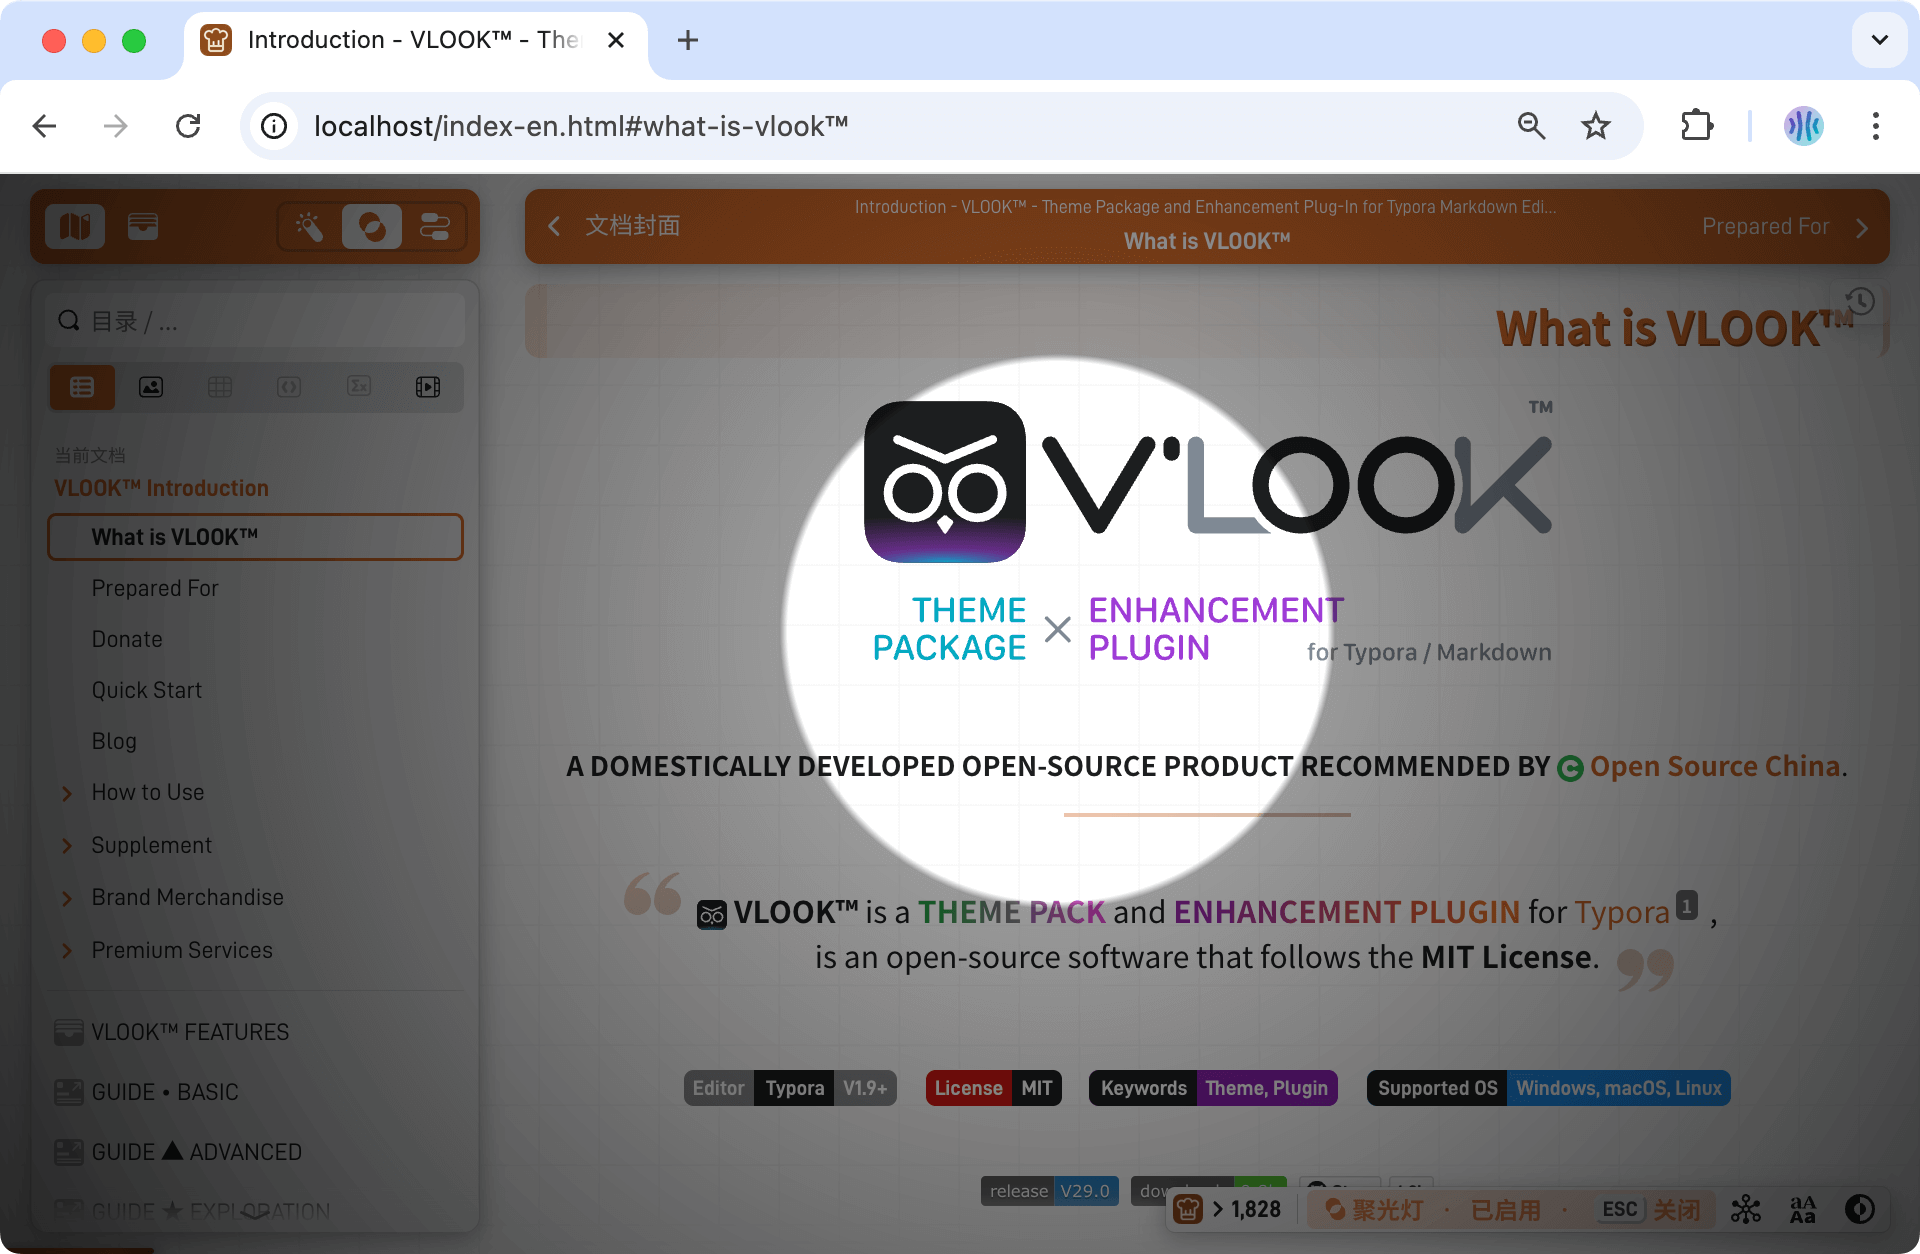 Introduction - VLOOK™ - The
localhost/index-en.html#what-is-vlook™
文档封面
Introduction - VLOOK™ - Theme Package and Enhancement Plug-In for Typora Markdown Edi...
What is VLOOK™
Prepared For
目录 / ...
当前文档
VLOOK™ Introduction
What is VLOOK™
Prepared For
Donate
Quick Start
Blog
How to Use
Supplement
Brand Merchandise
Premium Services
VLOOK™ FEATURES
GUIDE • BASIC
GUIDE ▲ ADVANCED
GUIDE ★ EXPLORATION
What is VLOOK™
V'LOOK™
THEME PACKAGE × ENHANCEMENT PLUGIN
for Typora / Markdown
A DOMESTICALLY DEVELOPED OPEN-SOURCE PRODUCT RECOMMENDED BY Open Source China.
“ VLOOK™ is a THEME PACK and ENHANCEMENT PLUGIN for Typora 1 ,
is an open-source software that follows the MIT License. ”
Editor Typora V1.9+
License MIT
Keywords Theme, Plugin
Supported OS Windows, macOS, Linux
release V29.0
> 1,828
聚光灯 · 已启用 · ESC 关闭
aA
Aa